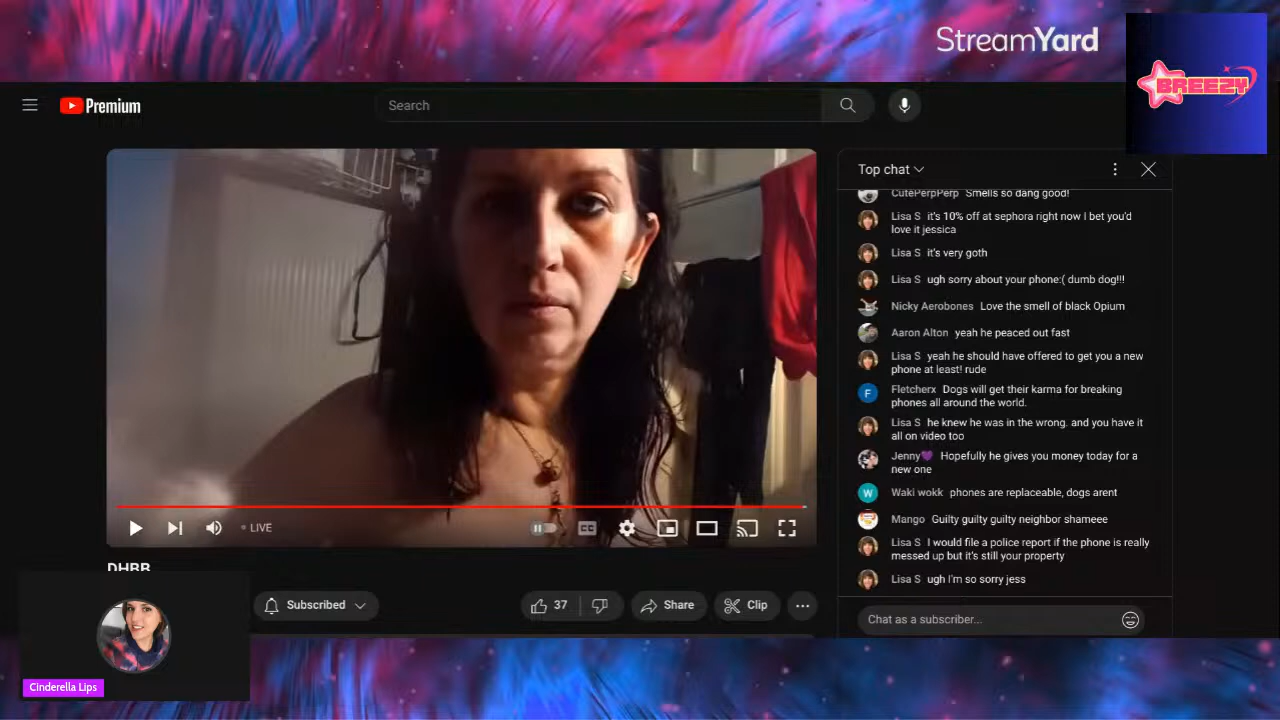 StreamYard
BREEZY
Premium
Search
Top chat
CutePerpPerp Smells so dang good!
Lisa S it's 10% off at sephora right now I bet you'd
love it jessica
Lisa S it's very goth
Lisa S ugh sorry about your phone:( dumb dog!!!
Nicky Aerobones Love the smell of black Opium
Aaron Alton yeah he peaced out fast
Lisa S yeah he should have offered to get you a new
phone at least! rude
F
Fletcherx Dogs will get their karma for breaking
phones all around the world.
Lisa S he knew he was in the wrong. and you have it
all on video too
Jenny💜 Hopefully he gives you money today for a
new one
W
Waki wokk phones are replaceable, dogs arent
Mango Guilty guilty guilty neighbor shameee
Lisa S I would file a police report if the phone is really
messed up but it's still your property
Lisa S ugh I'm so sorry jess
Chat as a subscriber...
LIVE
CC
DHBB
Subscribed
37
Share
Clip
Cinderella Lips